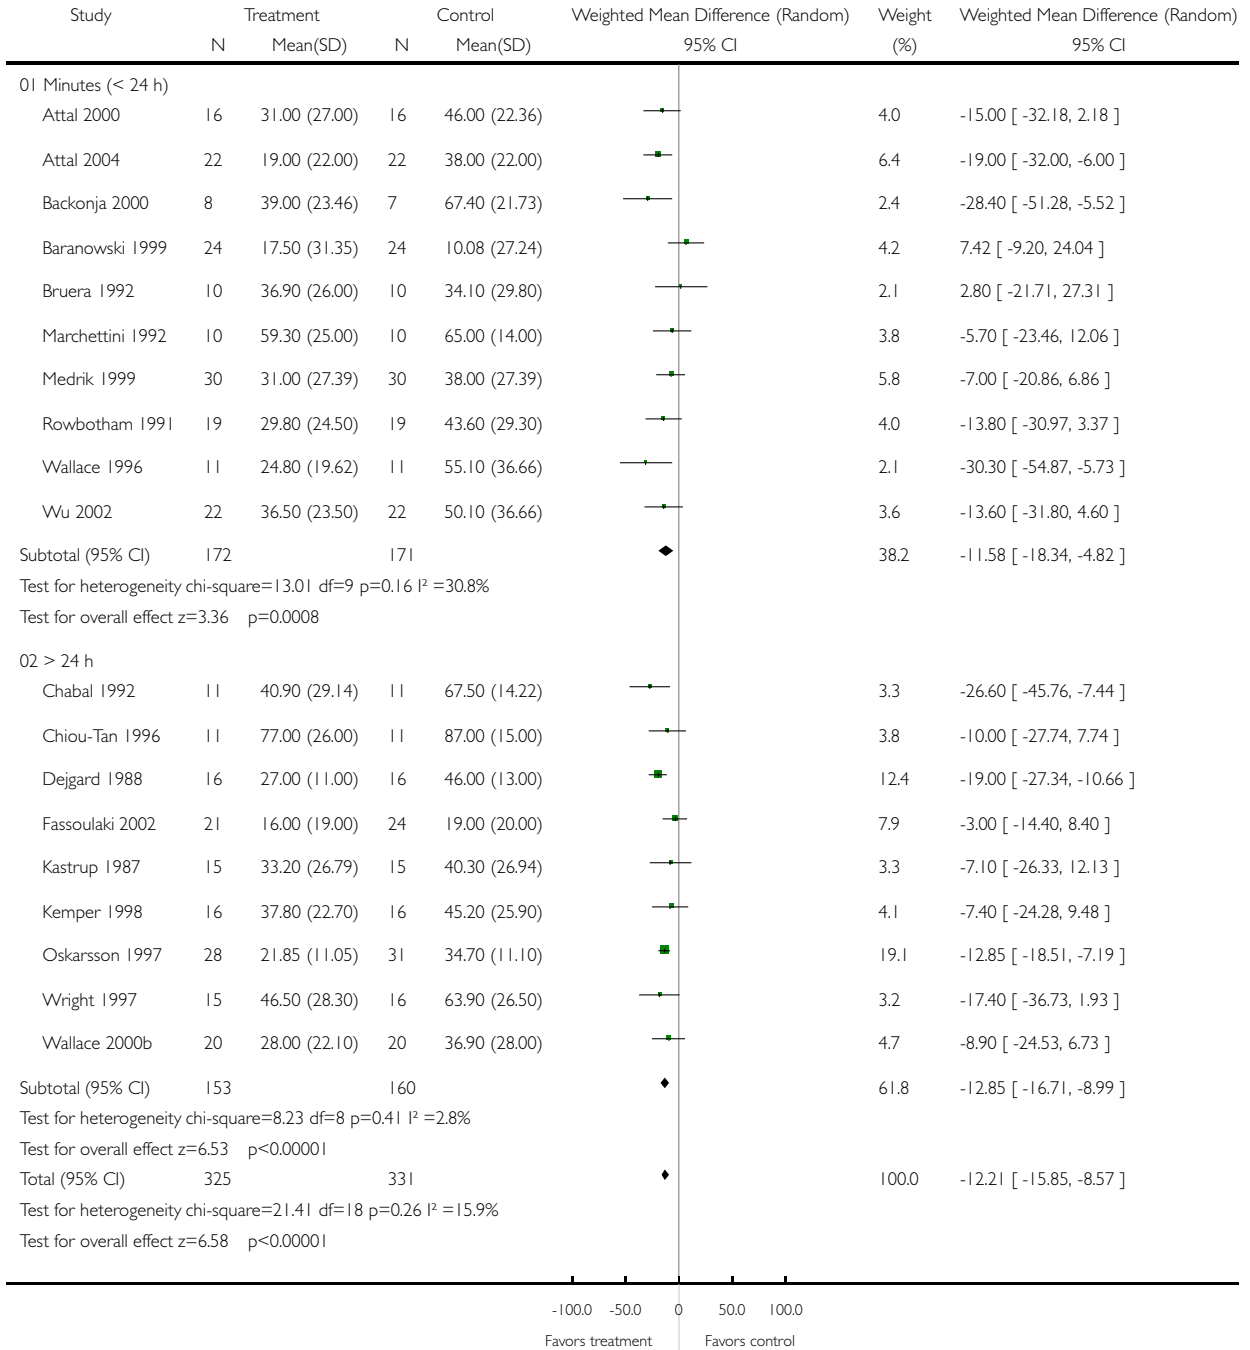 Study Treatment Control Weighted Mean Difference (Random) Weight Weighted Mean Difference (Random)
N Mean(SD) N Mean(SD) 95% CI (%) 95% CI
01 Minutes (< 24 h)
Attal 2000 16 31.00 (27.00) 16 46.00 (22.36) 4.0 -15.00 [ -32.18, 2.18 ]
Attal 2004 22 19.00 (22.00) 22 38.00 (22.00) 6.4 -19.00 [ -32.00, -6.00 ]
Backonja 2000 8 39.00 (23.46) 7 67.40 (21.73) 2.4 -28.40 [ -51.28, -5.52 ]
Baranowski 1999 24 17.50 (31.35) 24 10.08 (27.24) 4.2 7.42 [ -9.20, 24.04 ]
Bruera 1992 10 36.90 (26.00) 10 34.10 (29.80) 2.1 2.80 [ -21.71, 27.31 ]
Marchettini 1992 10 59.30 (25.00) 10 65.00 (14.00) 3.8 -5.70 [ -23.46, 12.06 ]
Medrik 1999 30 31.00 (27.39) 30 38.00 (27.39) 5.8 -7.00 [ -20.86, 6.86 ]
Rowbotham 1991 19 29.80 (24.50) 19 43.60 (29.30) 4.0 -13.80 [ -30.97, 3.37 ]
Wallace 1996 11 24.80 (19.62) 11 55.10 (36.66) 2.1 -30.30 [ -54.87, -5.73 ]
Wu 2002 22 36.50 (23.50) 22 50.10 (36.66) 3.6 -13.60 [ -31.80, 4.60 ]
Subtotal (95% CI) 172 171 38.2 -11.58 [ -18.34, -4.82 ]
Test for heterogeneity chi-square=13.01 df=9 p=0.16 I² =30.8%
Test for overall effect z=3.36 p=0.0008
02 > 24 h
Chabal 1992 11 40.90 (29.14) 11 67.50 (14.22) 3.3 -26.60 [ -45.76, -7.44 ]
Chiou-Tan 1996 11 77.00 (26.00) 11 87.00 (15.00) 3.8 -10.00 [ -27.74, 7.74 ]
Dejgard 1988 16 27.00 (11.00) 16 46.00 (13.00) 12.4 -19.00 [ -27.34, -10.66 ]
Fassoulaki 2002 21 16.00 (19.00) 24 19.00 (20.00) 7.9 -3.00 [ -14.40, 8.40 ]
Kastrup 1987 15 33.20 (26.79) 15 40.30 (26.94) 3.3 -7.10 [ -26.33, 12.13 ]
Kemper 1998 16 37.80 (22.70) 16 45.20 (25.90) 4.1 -7.40 [ -24.28, 9.48 ]
Oskarsson 1997 28 21.85 (11.05) 31 34.70 (11.10) 19.1 -12.85 [ -18.51, -7.19 ]
Wright 1997 15 46.50 (28.30) 16 63.90 (26.50) 3.2 -17.40 [ -36.73, 1.93 ]
Wallace 2000b 20 28.00 (22.10) 20 36.90 (28.00) 4.7 -8.90 [ -24.53, 6.73 ]
Subtotal (95% CI) 153 160 61.8 -12.85 [ -16.71, -8.99 ]
Test for heterogeneity chi-square=8.23 df=8 p=0.41 I² =2.8%
Test for overall effect z=6.53 p<0.00001
Total (95% CI) 325 331 100.0 -12.21 [ -15.85, -8.57 ]
Test for heterogeneity chi-square=21.41 df=18 p=0.26 I² =15.9%
Test for overall effect z=6.58 p<0.00001
-100.0 -50.0 0 50.0 100.0
Favors treatment Favors control